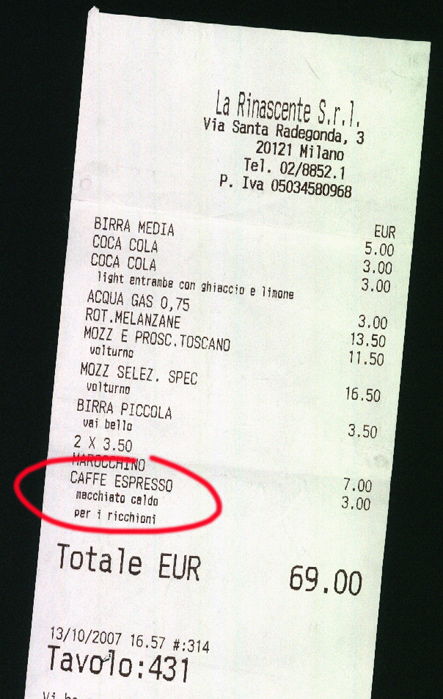 La Rinascente S.r.l.
Via Santa Radegonda, 3
20121 Milano
Tel. 02/8852.1
P. Iva 05034580968
EUR
BIRRA MEDIA 5.00
COCA COLA 3.00
COCA COLA 3.00
light entrambe con ghiaccio e limone
ACQUA GAS 0,75 3.00
ROT.MELANZANE 13.50
MOZZ E PROSC.TOSCANO 11.50
volturno
MOZZ SELEZ. SPEC 16.50
volturno
BIRRA PICCOLA 3.50
vai bello
2 X 3.50
MAROCCHINO 7.00
CAFFE ESPRESSO 3.00
macchiato caldo
per i ricchioni
Totale EUR 69.00
13/10/2007 16.57 #:314
Tavolo:431